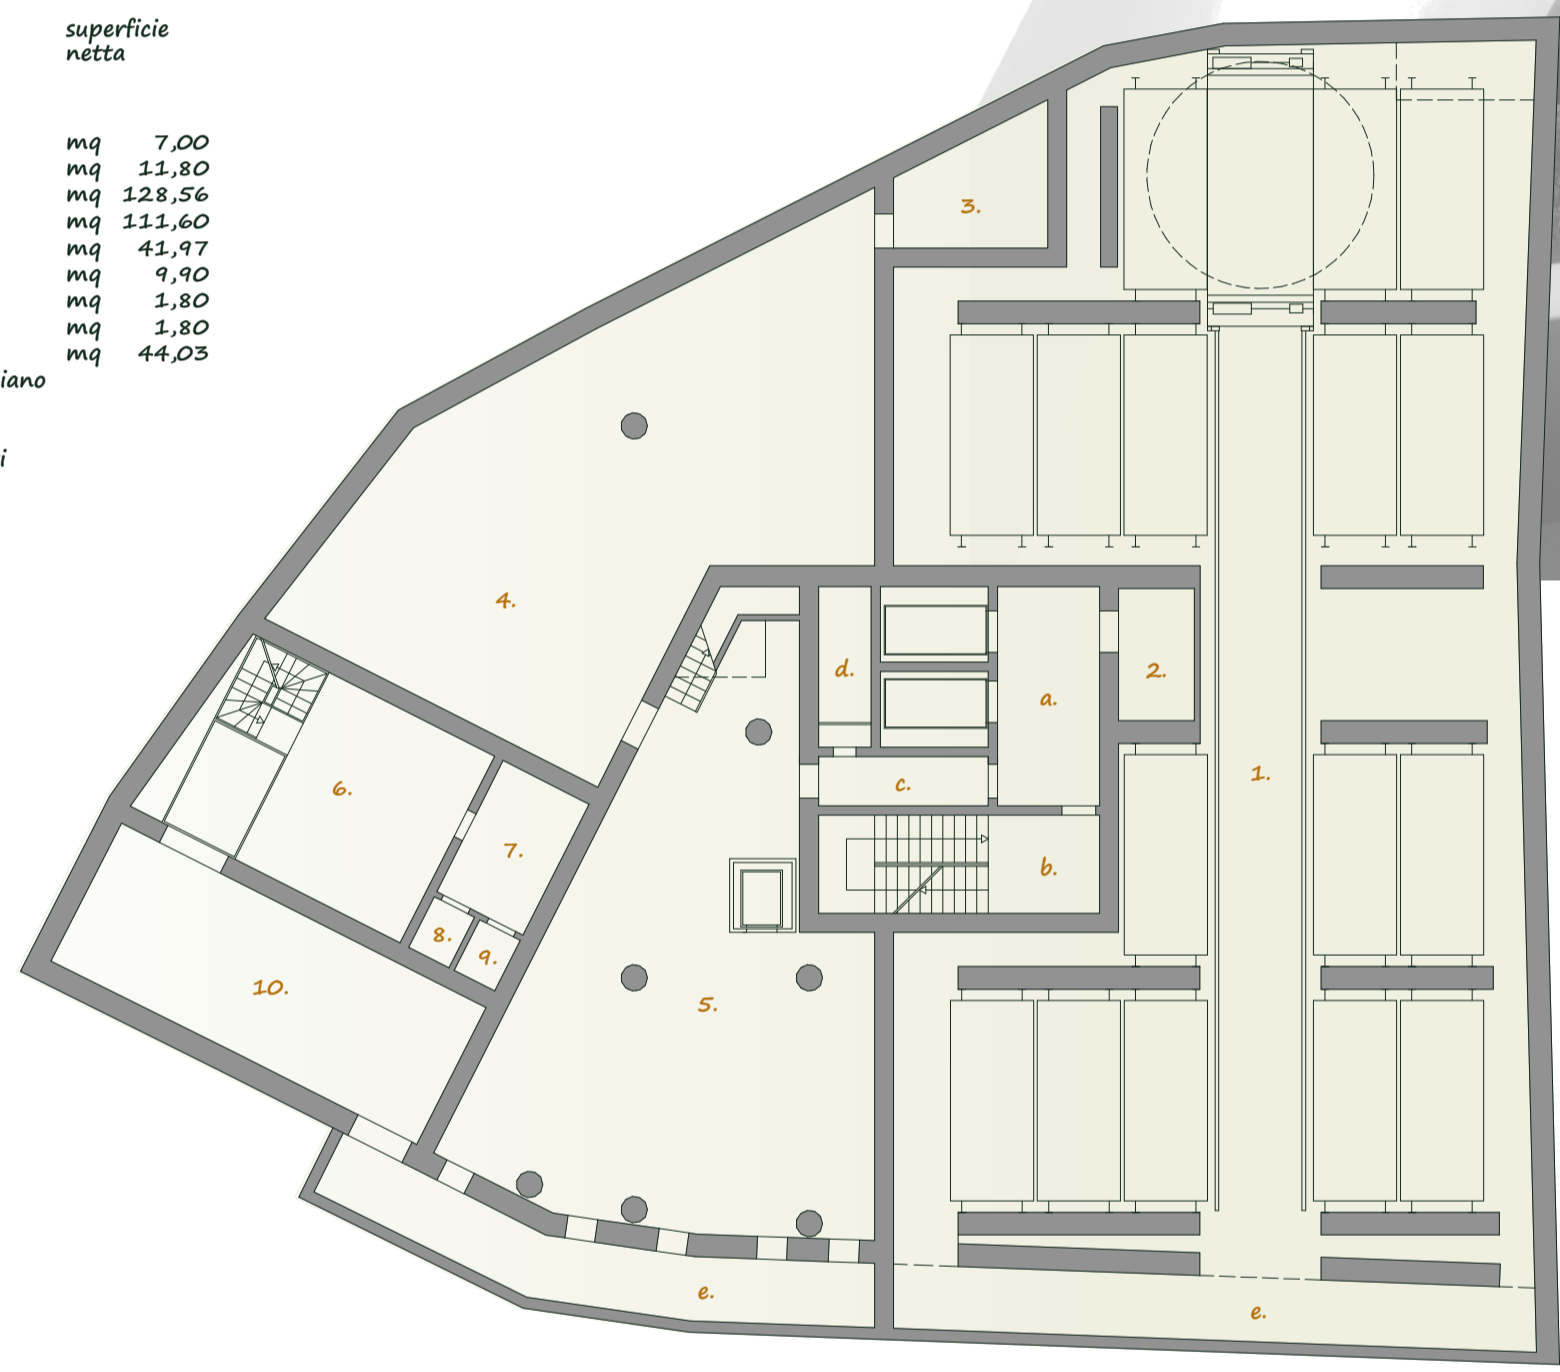 superficie
netta
mq 7,00
mq 11,80
mq 128,56
mq 111,60
mq 41,97
mq 9,90
mq 1,80
mq 1,80
mq 44,03
iano
i
3.
4.
d.
2.
a.
1.
c.
6.
7.
b.
8.
9.
10.
5.
e.
e.